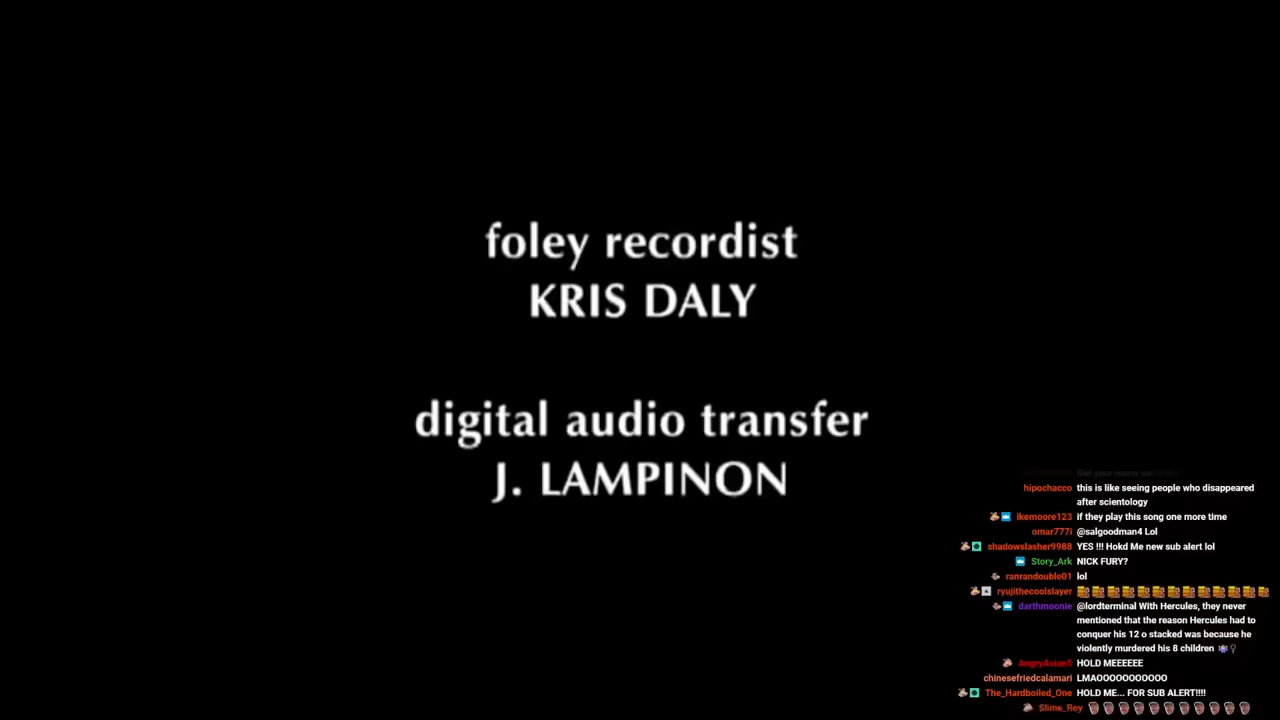 foley recordist
KRIS DALY
digital audio transfer
J. LAMPINON
hipochacco this is like seeing people who disappeared
after scientology
ikemoore123 if they play this song one more time
omar777i @salgoodman4 Lol
shadowslasher9988 YES !!! Hokd Me new sub alert lol
Story_Ark NICK FURY?
ranrandouble01 lol
ryujithecoolslayer
darthmoonie @lordterminal With Hercules, they never
mentioned that the reason Hercules had to
conquer his 12 o stacked was because he
violently murdered his 8 children
HOLD MEEEEEE
chinesefriedcalamari LMAOOOOOOOOOOO
The_Hardboiled_One HOLD ME... FOR SUB ALERT!!!!
Slime_Roy